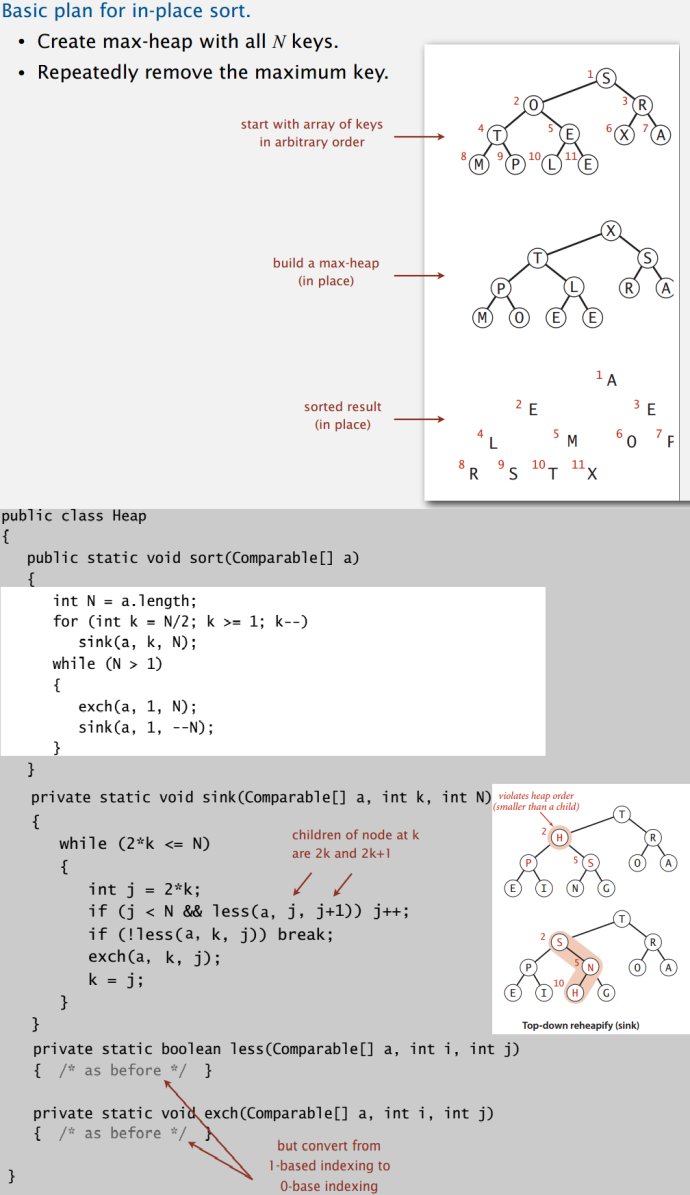 Basic plan for in-place sort.
• Create max-heap with all N keys.
• Repeatedly remove the maximum key.
start with array of keys
in arbitrary order
1 S
2 O 3 R
4 T 5 E 6 X 7 A
8 M 9 P 10 L 11 E
build a max-heap
(in place)
X
T S
P L R A
M O E E
sorted result
(in place)
1 A
2 E 3 E
4 L 5 M 6 O 7
8 R 9 S 10 T 11 X
public class Heap
{
public static void sort(Comparable[] a)
{
int N = a.length;
for (int k = N/2; k >= 1; k--)
sink(a, k, N);
while (N > 1)
{
exch(a, 1, N);
sink(a, 1, --N);
}
}
private static void sink(Comparable[] a, int k, int N)
{
while (2*k <= N)
{
int j = 2*k;
if (j < N && less(a, j, j+1)) j++;
if (!less(a, k, j)) break;
exch(a, k, j);
k = j;
}
}
children of node at k
are 2k and 2k+1
violates heap order
(smaller than a child)
T
2 H R
P 5 S O A
E I N G
T
2 S R
P 5 N O A
E I 10 H G
Top-down reheapify (sink)
private static boolean less(Comparable[] a, int i, int j)
{ /* as before */ }
private static void exch(Comparable[] a, int i, int j)
{ /* as before */ }
but convert from
1-based indexing to
0-base indexing
}